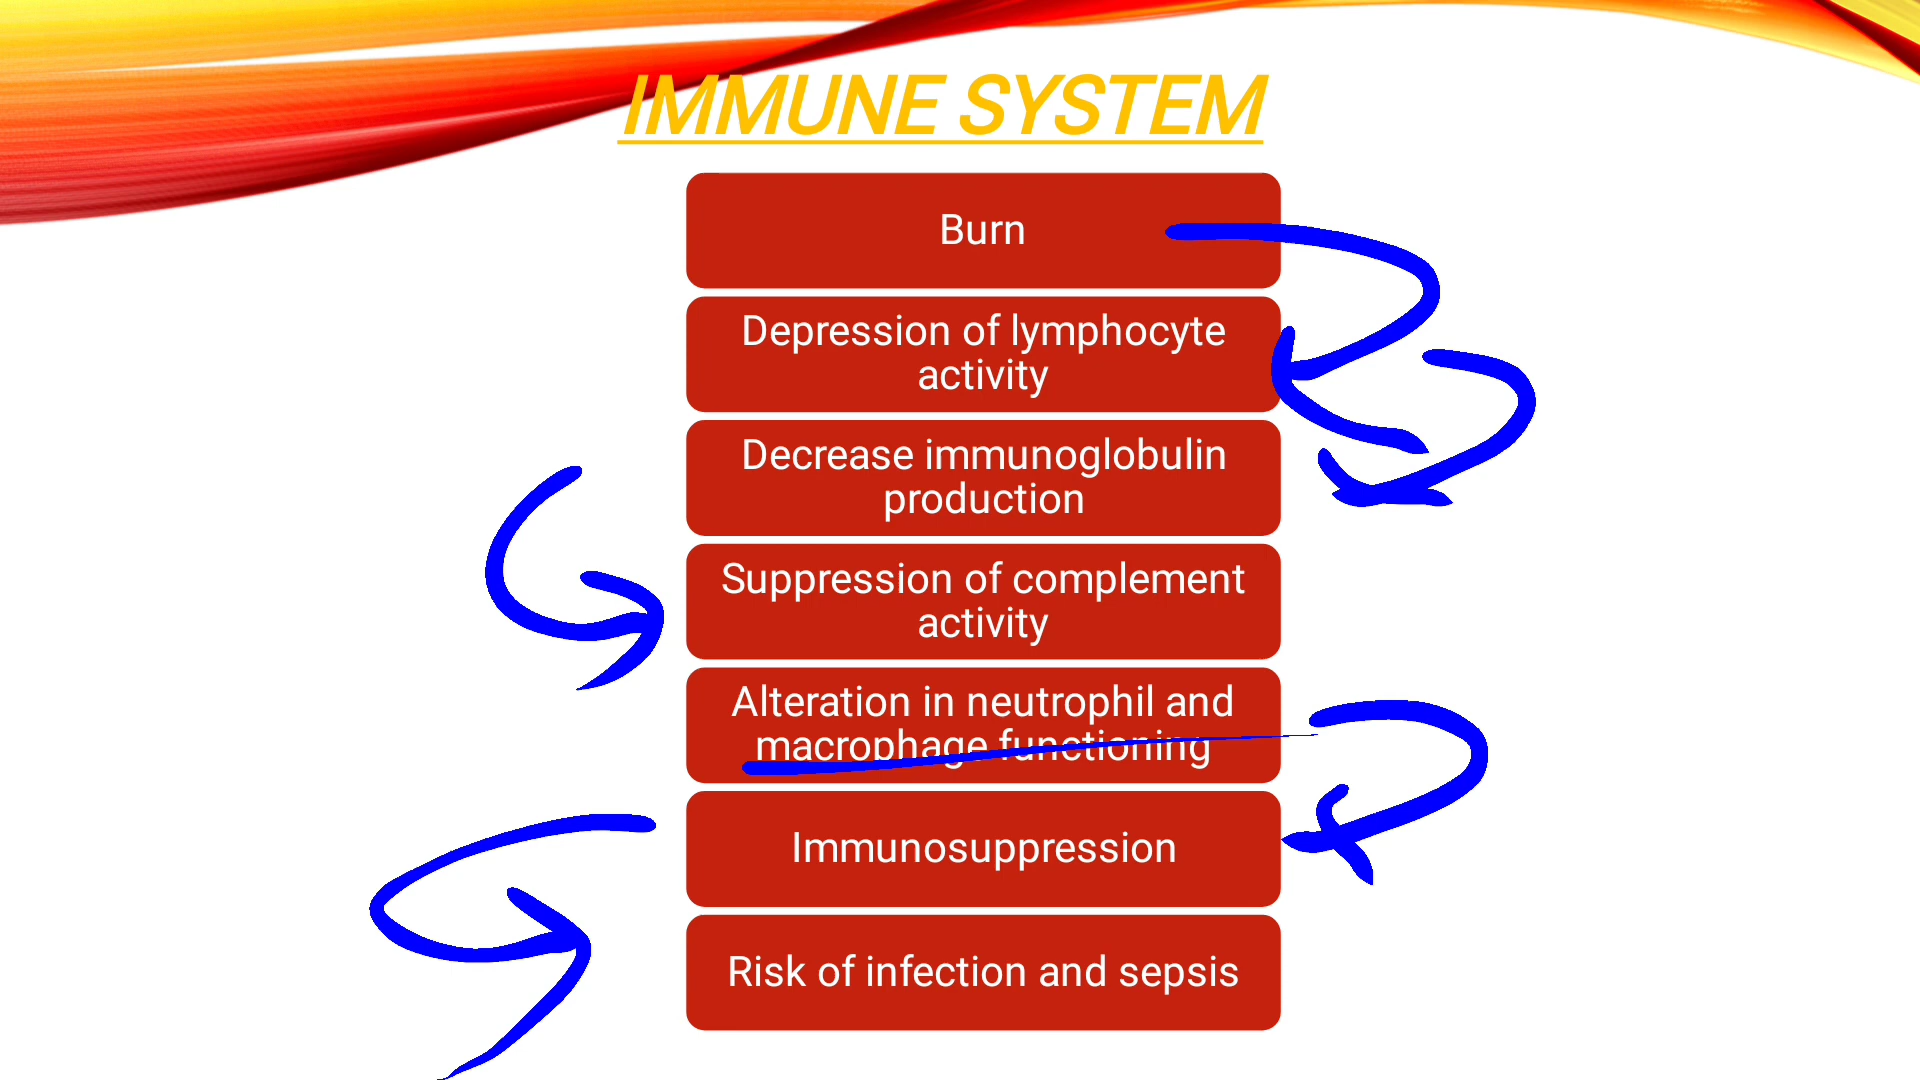 IMMUNE SYSTEM
Burn
Depression of lymphocyte
activity
Decrease immunoglobulin
production
Suppression of complement
activity
Alteration in neutrophil and
macrophage functioning
Immunosuppression
Risk of infection and sepsis